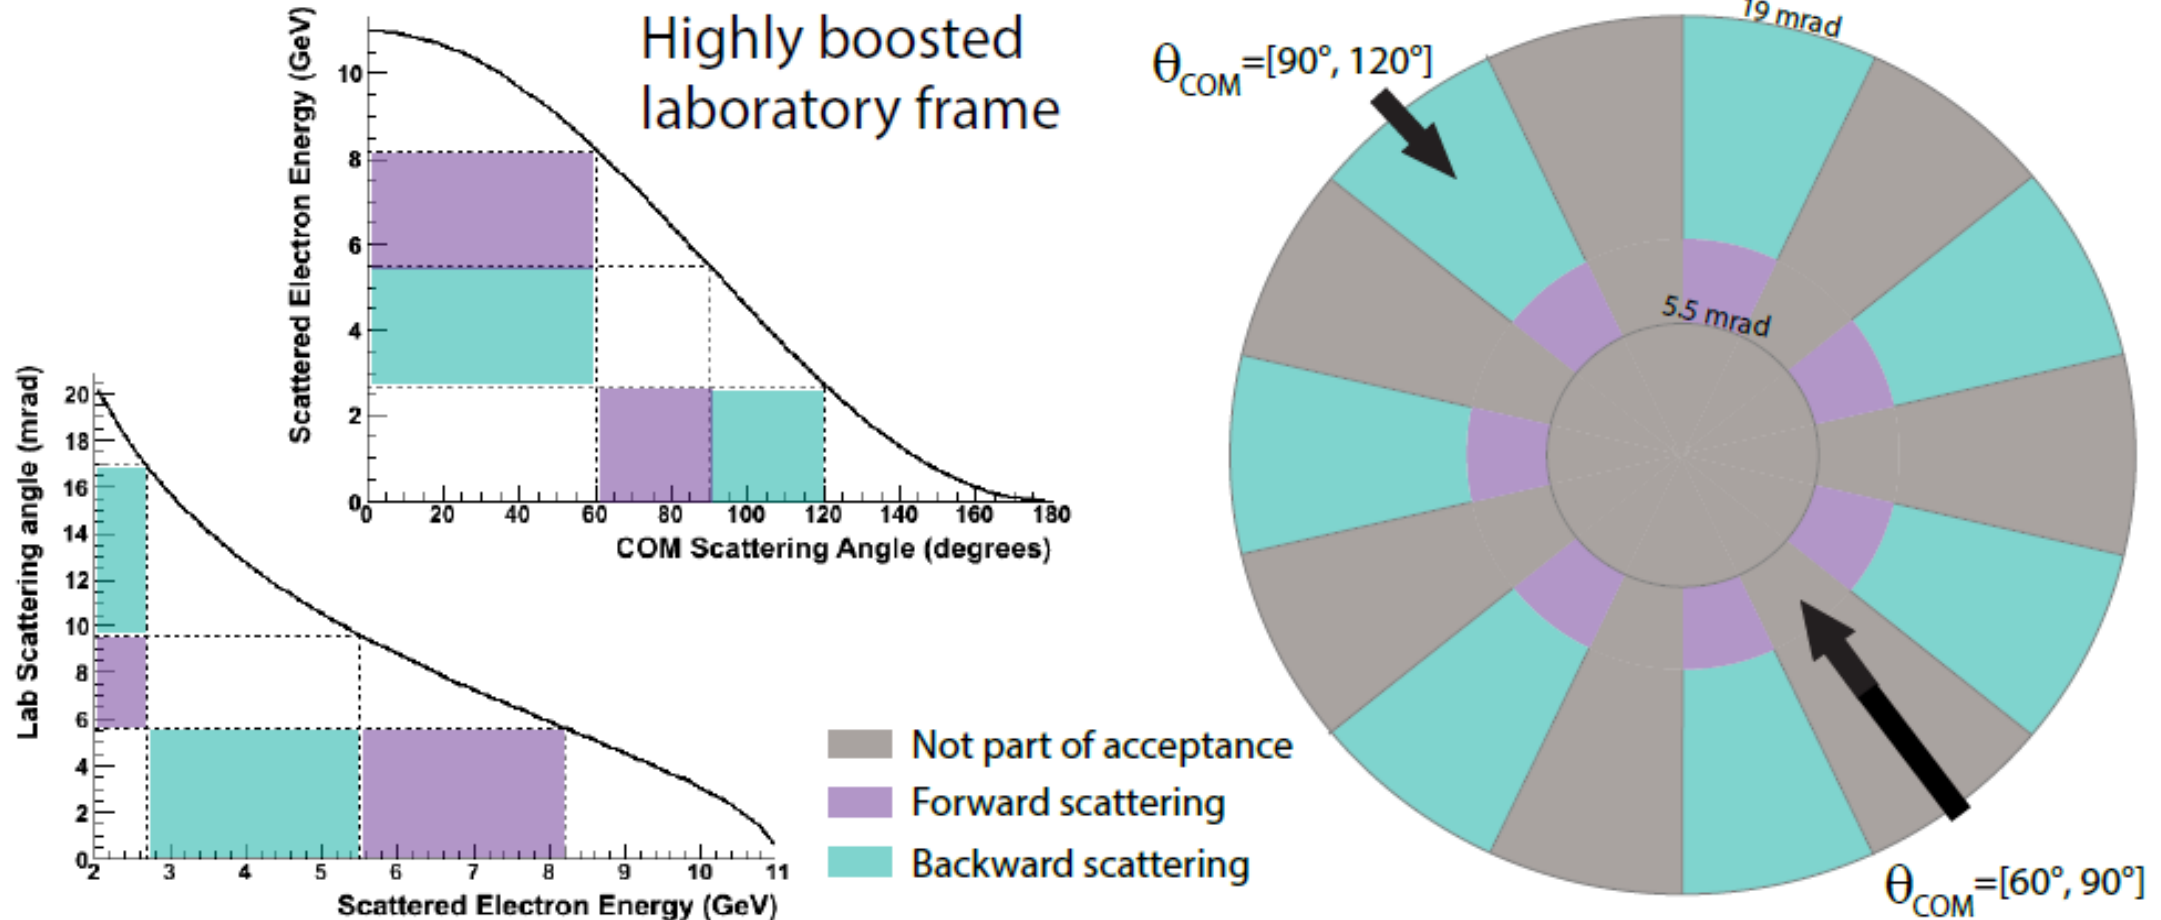 Highly boosted
laboratory frame
Scattered Electron Energy (GeV)
10
8
6
4
2
0
0 20 40 60 80 100 120 140 160 180
COM Scattering Angle (degrees)
Lab Scattering angle (mrad)
20
18
16
14
12
10
8
6
4
2
0
2 3 4 5 6 7 8 9 10 11
Scattered Electron Energy (GeV)
Not part of acceptance
Forward scattering
Backward scattering
θCOM=[90°, 120°]
19 mrad
5.5 mrad
θCOM=[60°, 90°]